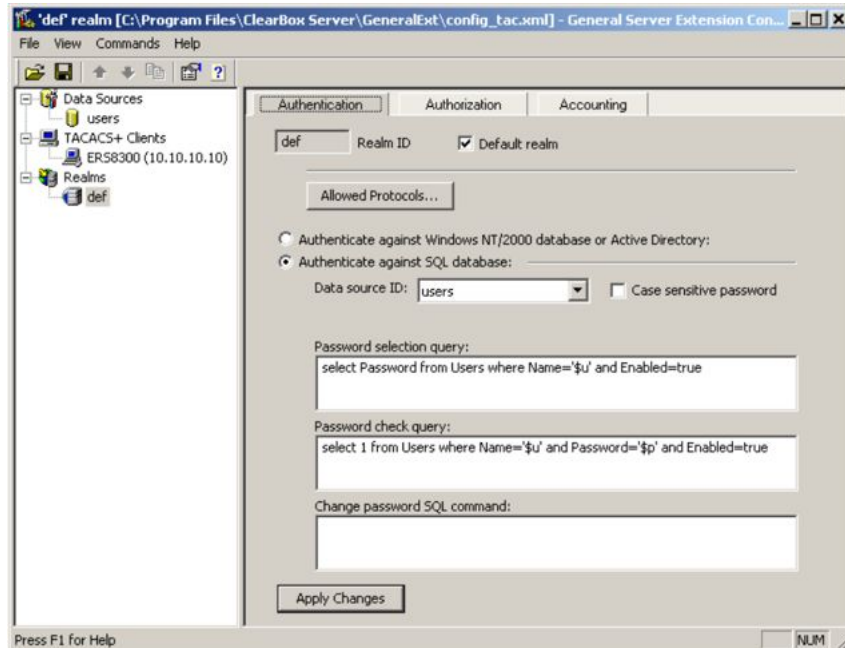 'def' realm [C:\Program Files\ClearBox Server\GeneralExt\config_tac.xml] - General Server Extension Con...
File View Commands Help
Data Sources
users
TACACS+ Clients
ERS8300 (10.10.10.10)
Realms
def
Authentication Authorization Accounting
def Realm ID Default realm
Allowed Protocols...
Authenticate against Windows NT/2000 database or Active Directory:
Authenticate against SQL database:
Data source ID: users Case sensitive password
Password selection query:
select Password from Users where Name='$u' and Enabled=true
Password check query:
select 1 from Users where Name='$u' and Password='$p' and Enabled=true
Change password SQL command:
Apply Changes
Press F1 for Help NUM